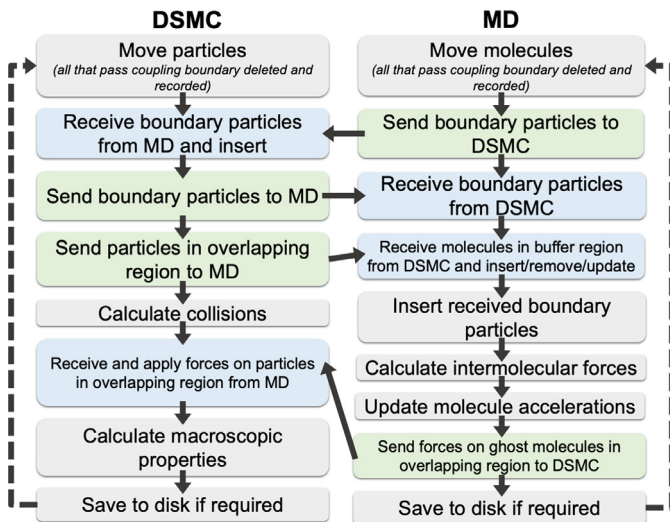 DSMC
Move particles
(all that pass coupling boundary deleted and
recorded)
Receive boundary particles
from MD and insert
Send boundary particles to MD
Send particles in overlapping
region to MD
Calculate collisions
Receive and apply forces on particles
in overlapping region from MD
Calculate macroscopic
properties
Save to disk if required
MD
Move molecules
(all that pass coupling boundary deleted and
recorded)
Send boundary particles to
DSMC
Receive boundary particles
from DSMC
Receive molecules in buffer region
from DSMC and insert/remove/update
Insert received boundary
particles
Calculate intermolecular forces
Update molecule accelerations
Send forces on ghost molecules in
overlapping region to DSMC
Save to disk if required